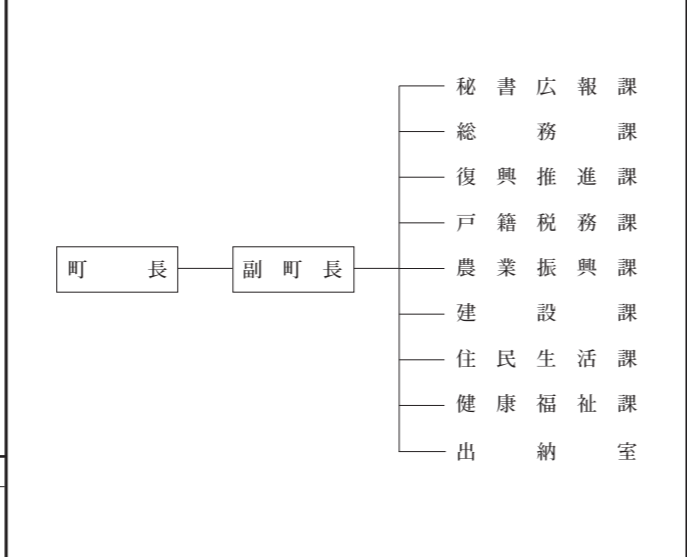 町長
副町長
秘書広報課
総務課
復興推進課
戸籍税務課
農業振興課
建設課
住民生活課
健康福祉課
出納室